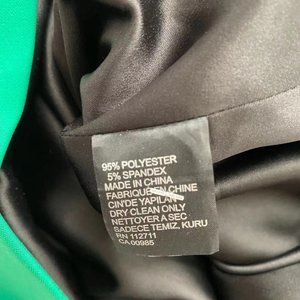 95% POLYESTER
5% SPANDEX
MADE IN CHINA
FABRIQUE EN CHINE
CIN'DE YAPILAN
DRY CLEAN ONLY
NETTOYER A SEC
SADECE TEMIZ, KURU
RN 112711
CA 00985